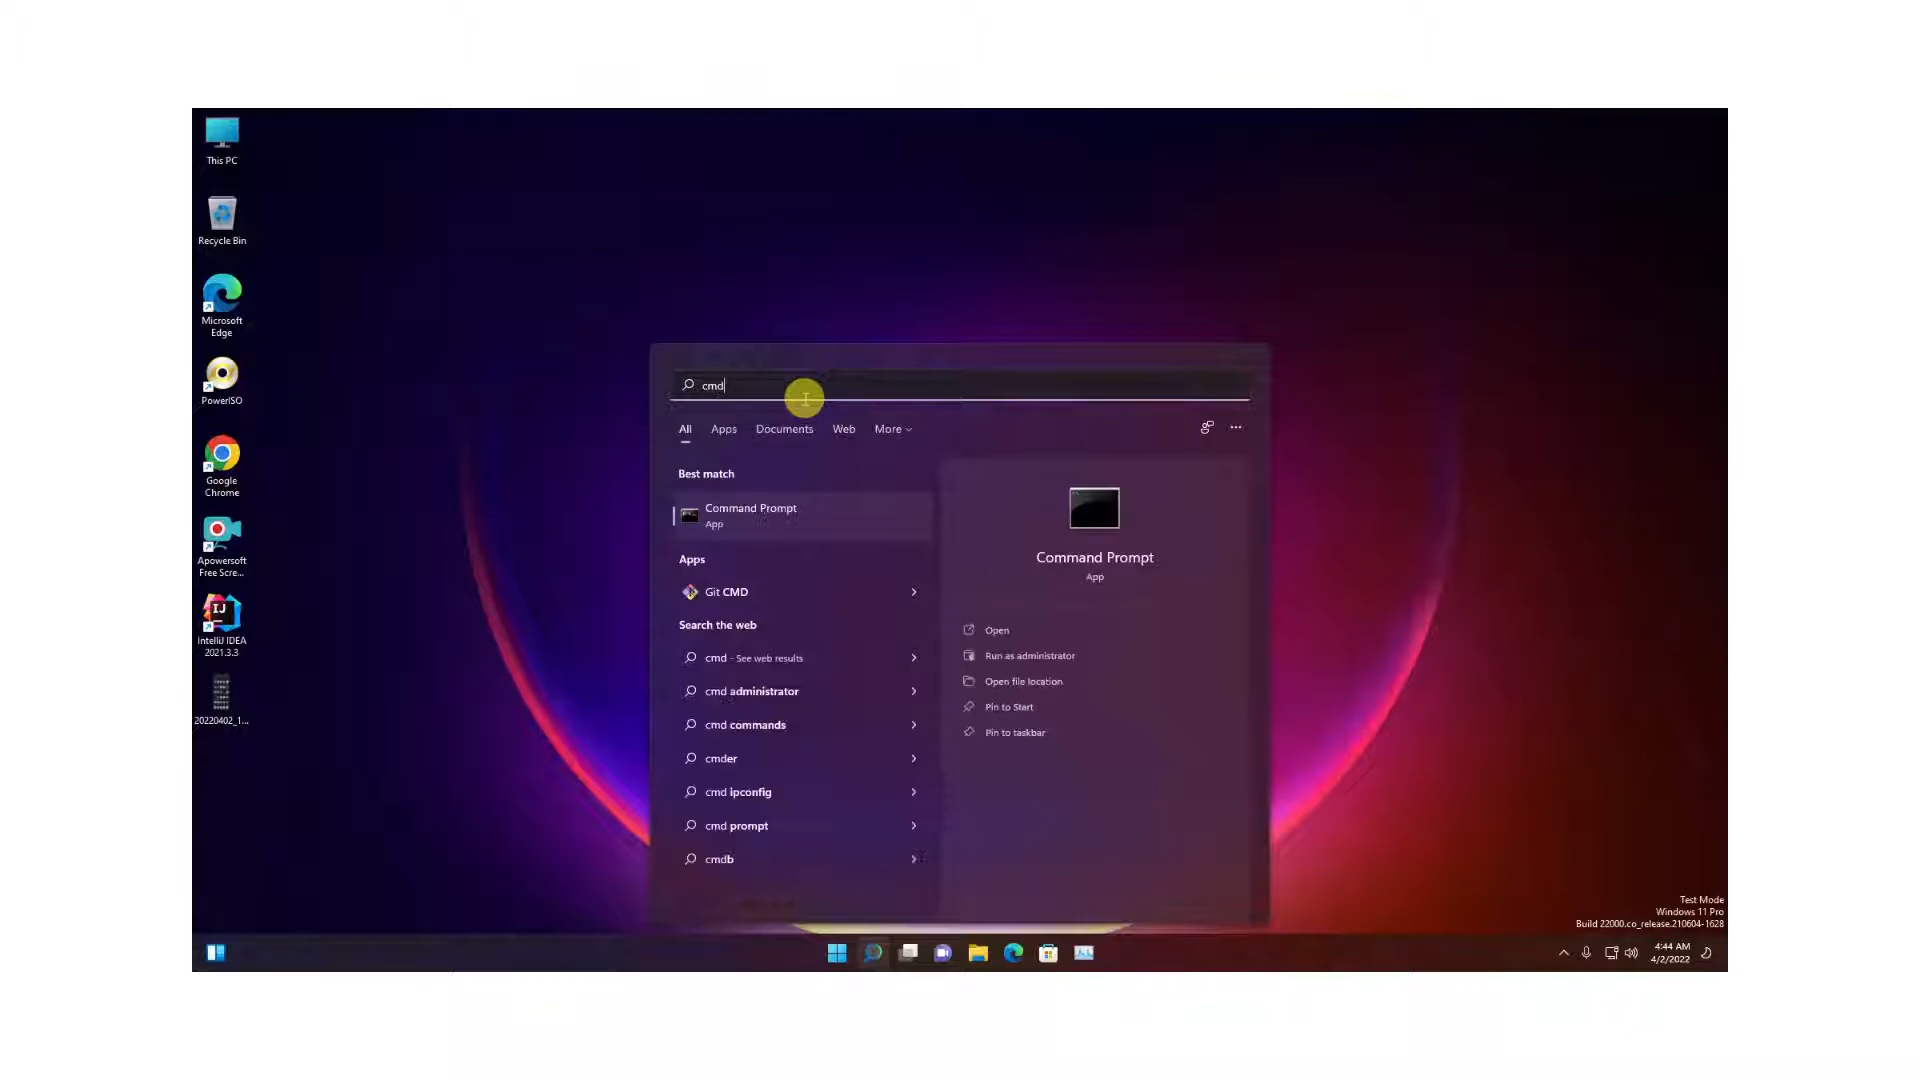 This PC
Recycle Bin
Microsoft
Edge
PowerISO
Google
Chrome
Apowersoft
Free Scre...
IntelliJ IDEA
2021.3.3
20220402_1...
cmd
All Apps Documents Web More
Best match
Command Prompt
App
Apps
Git CMD
Search the web
cmd - See web results
cmd administrator
cmd commands
cmder
cmd ipconfig
cmd prompt
cmdb
Command Prompt
App
Open
Run as administrator
Open file location
Pin to Start
Pin to taskbar
Test Mode
Windows 11 Pro
Build 22000.co_release.210604-1628
4:44 AM
4/2/2022